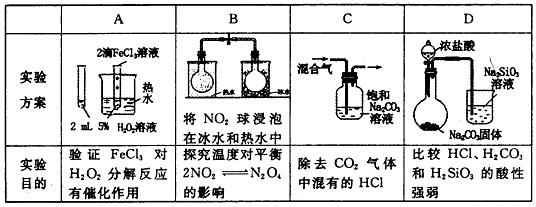 A B C D
实验
方案
2滴FeCl₃溶液
热
水
2 mL 5% H₂O₂溶液
热水 冰水
将 NO₂ 球浸泡
在冰水和热水中
混合气
饱和
Na₂CO₃
溶液
浓盐酸
Na₂SiO₃
溶液
Na₂CO₃固体
实验
目的
验证 FeCl₃ 对
H₂O₂ 分解反应
有催化作用
探究温度对平衡
2NO₂ ⇌ N₂O₄
的影响
除去 CO₂ 气体
中混有的 HCl
比较 HCl、H₂CO₃
和 H₂SiO₃ 的酸性
强弱